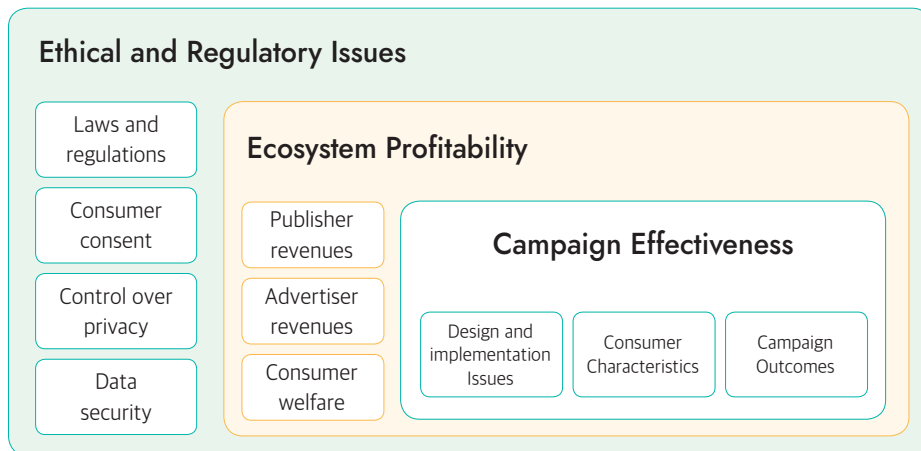 Ethical and Regulatory Issues
Laws and
regulations
Consumer
consent
Control over
privacy
Data
security
Ecosystem Profitability
Publisher
revenues
Advertiser
revenues
Consumer
welfare
Campaign Effectiveness
Design and
implementation
Issues
Consumer
Characteristics
Campaign
Outcomes